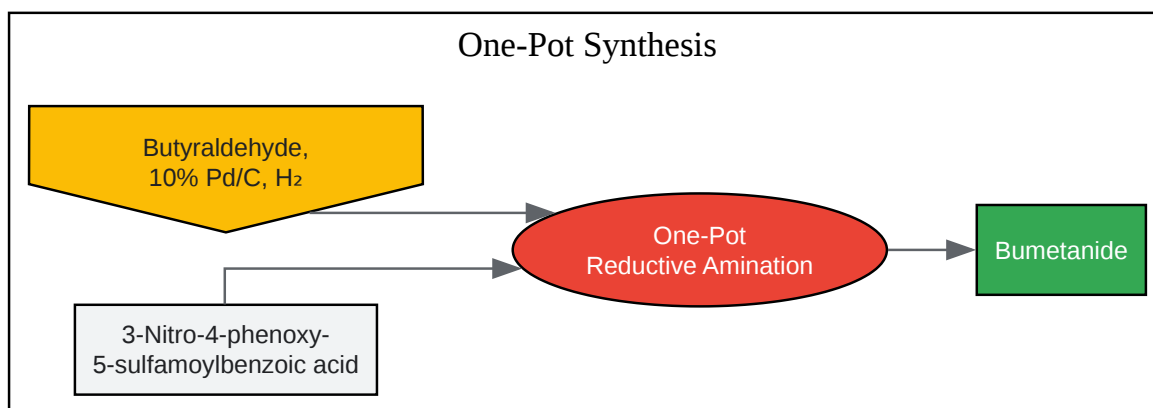 One-Pot Synthesis
Butyraldehyde,
10% Pd/C, H₂
One-Pot
Reductive Amination
Bumetanide
3-Nitro-4-phenoxy-
5-sulfamoylbenzoic acid